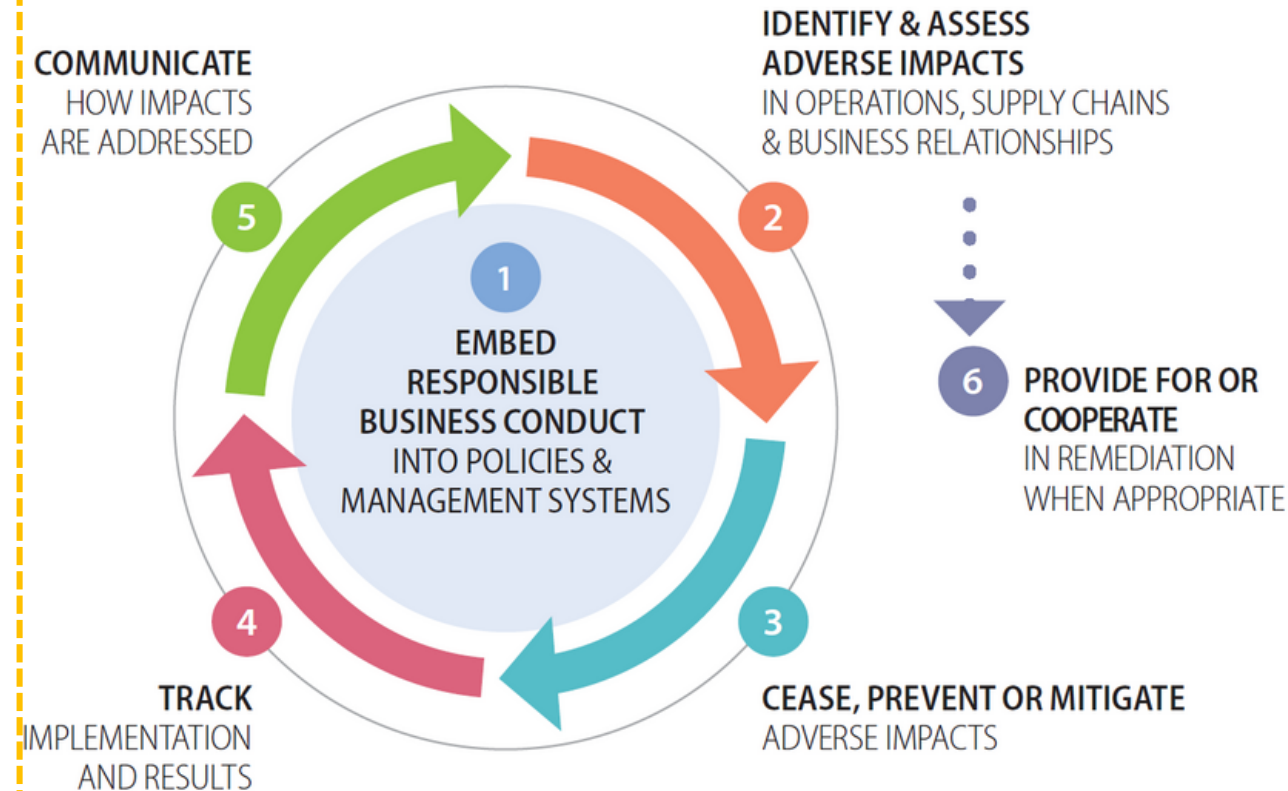 COMMUNICATE
HOW IMPACTS
ARE ADDRESSED
5
IDENTIFY & ASSESS
ADVERSE IMPACTS
IN OPERATIONS, SUPPLY CHAINS
& BUSINESS RELATIONSHIPS
2
1
EMBED
RESPONSIBLE
BUSINESS CONDUCT
INTO POLICIES &
MANAGEMENT SYSTEMS
6
PROVIDE FOR OR
COOPERATE
IN REMEDIATION
WHEN APPROPRIATE
4
TRACK
IMPLEMENTATION
AND RESULTS
3
CEASE, PREVENT OR MITIGATE
ADVERSE IMPACTS